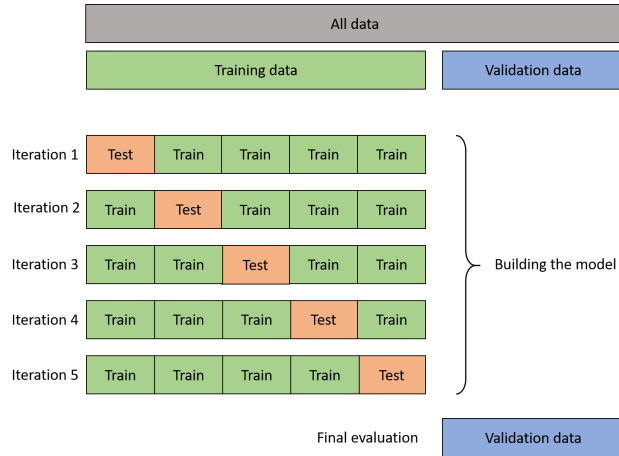 All data
Training data Validation data
Iteration 1 Test Train Train Train Train
Iteration 2 Train Test Train Train Train
Iteration 3 Train Train Test Train Train
Building the model
Iteration 4 Train Train Train Test Train
Iteration 5 Train Train Train Train Test
Final evaluation Validation data